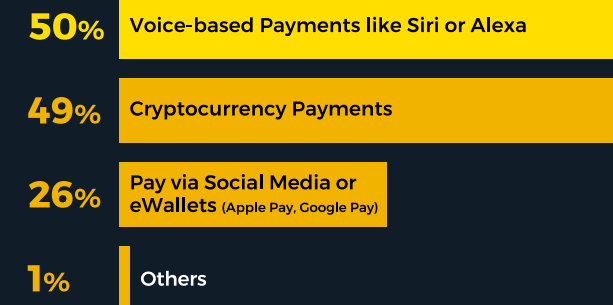 50% Voice-based Payments like Siri or Alexa
49% Cryptocurrency Payments
26% Pay via Social Media or
eWallets (Apple Pay, Google Pay)
1% Others